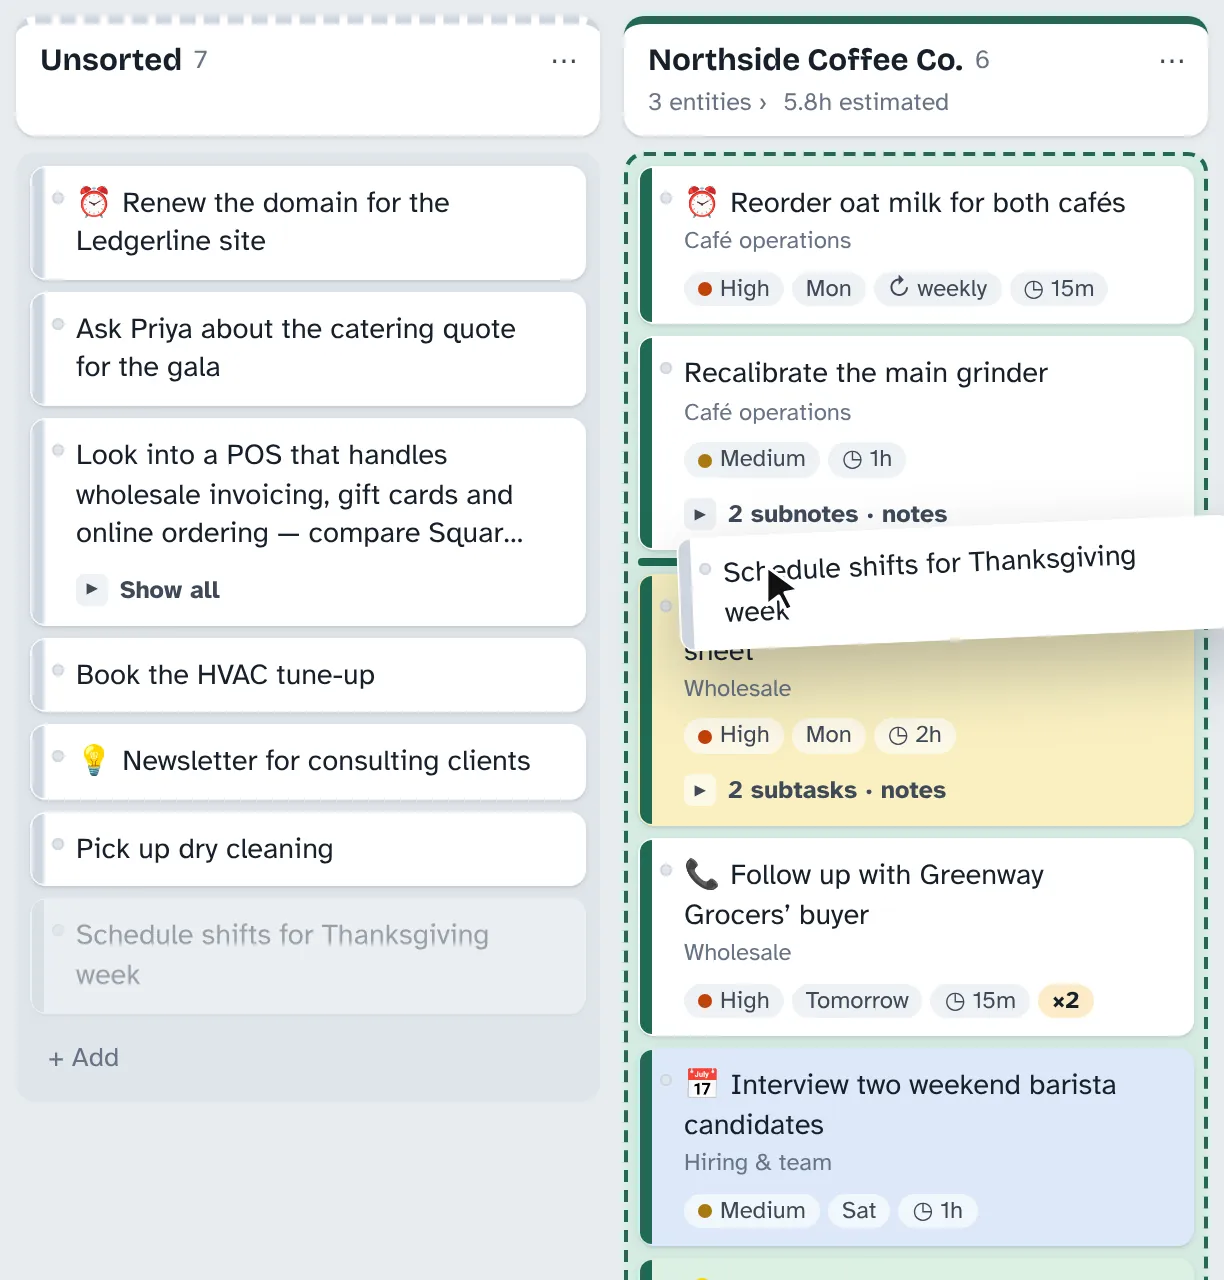 Unsorted 7 ...
⏰ Renew the domain for the
Ledgerline site
Ask Priya about the catering quote
for the gala
Look into a POS that handles
wholesale invoicing, gift cards and
online ordering — compare Squar...
▶ Show all
Book the HVAC tune-up
💡 Newsletter for consulting clients
Pick up dry cleaning
Schedule shifts for Thanksgiving
week
+ Add
Northside Coffee Co. 6 ...
3 entities › 5.8h estimated
⏰ Reorder oat milk for both cafés
Café operations
High Mon weekly 15m
Recalibrate the main grinder
Café operations
Medium 1h
▶ 2 subnotes · notes
Schedule shifts for Thanksgiving
week
sheet
Wholesale
High Mon 2h
▶ 2 subtasks · notes
📞 Follow up with Greenway
Grocers’ buyer
Wholesale
High Tomorrow 15m ×2
📅 Interview two weekend barista
candidates
Hiring & team
Medium Sat 1h